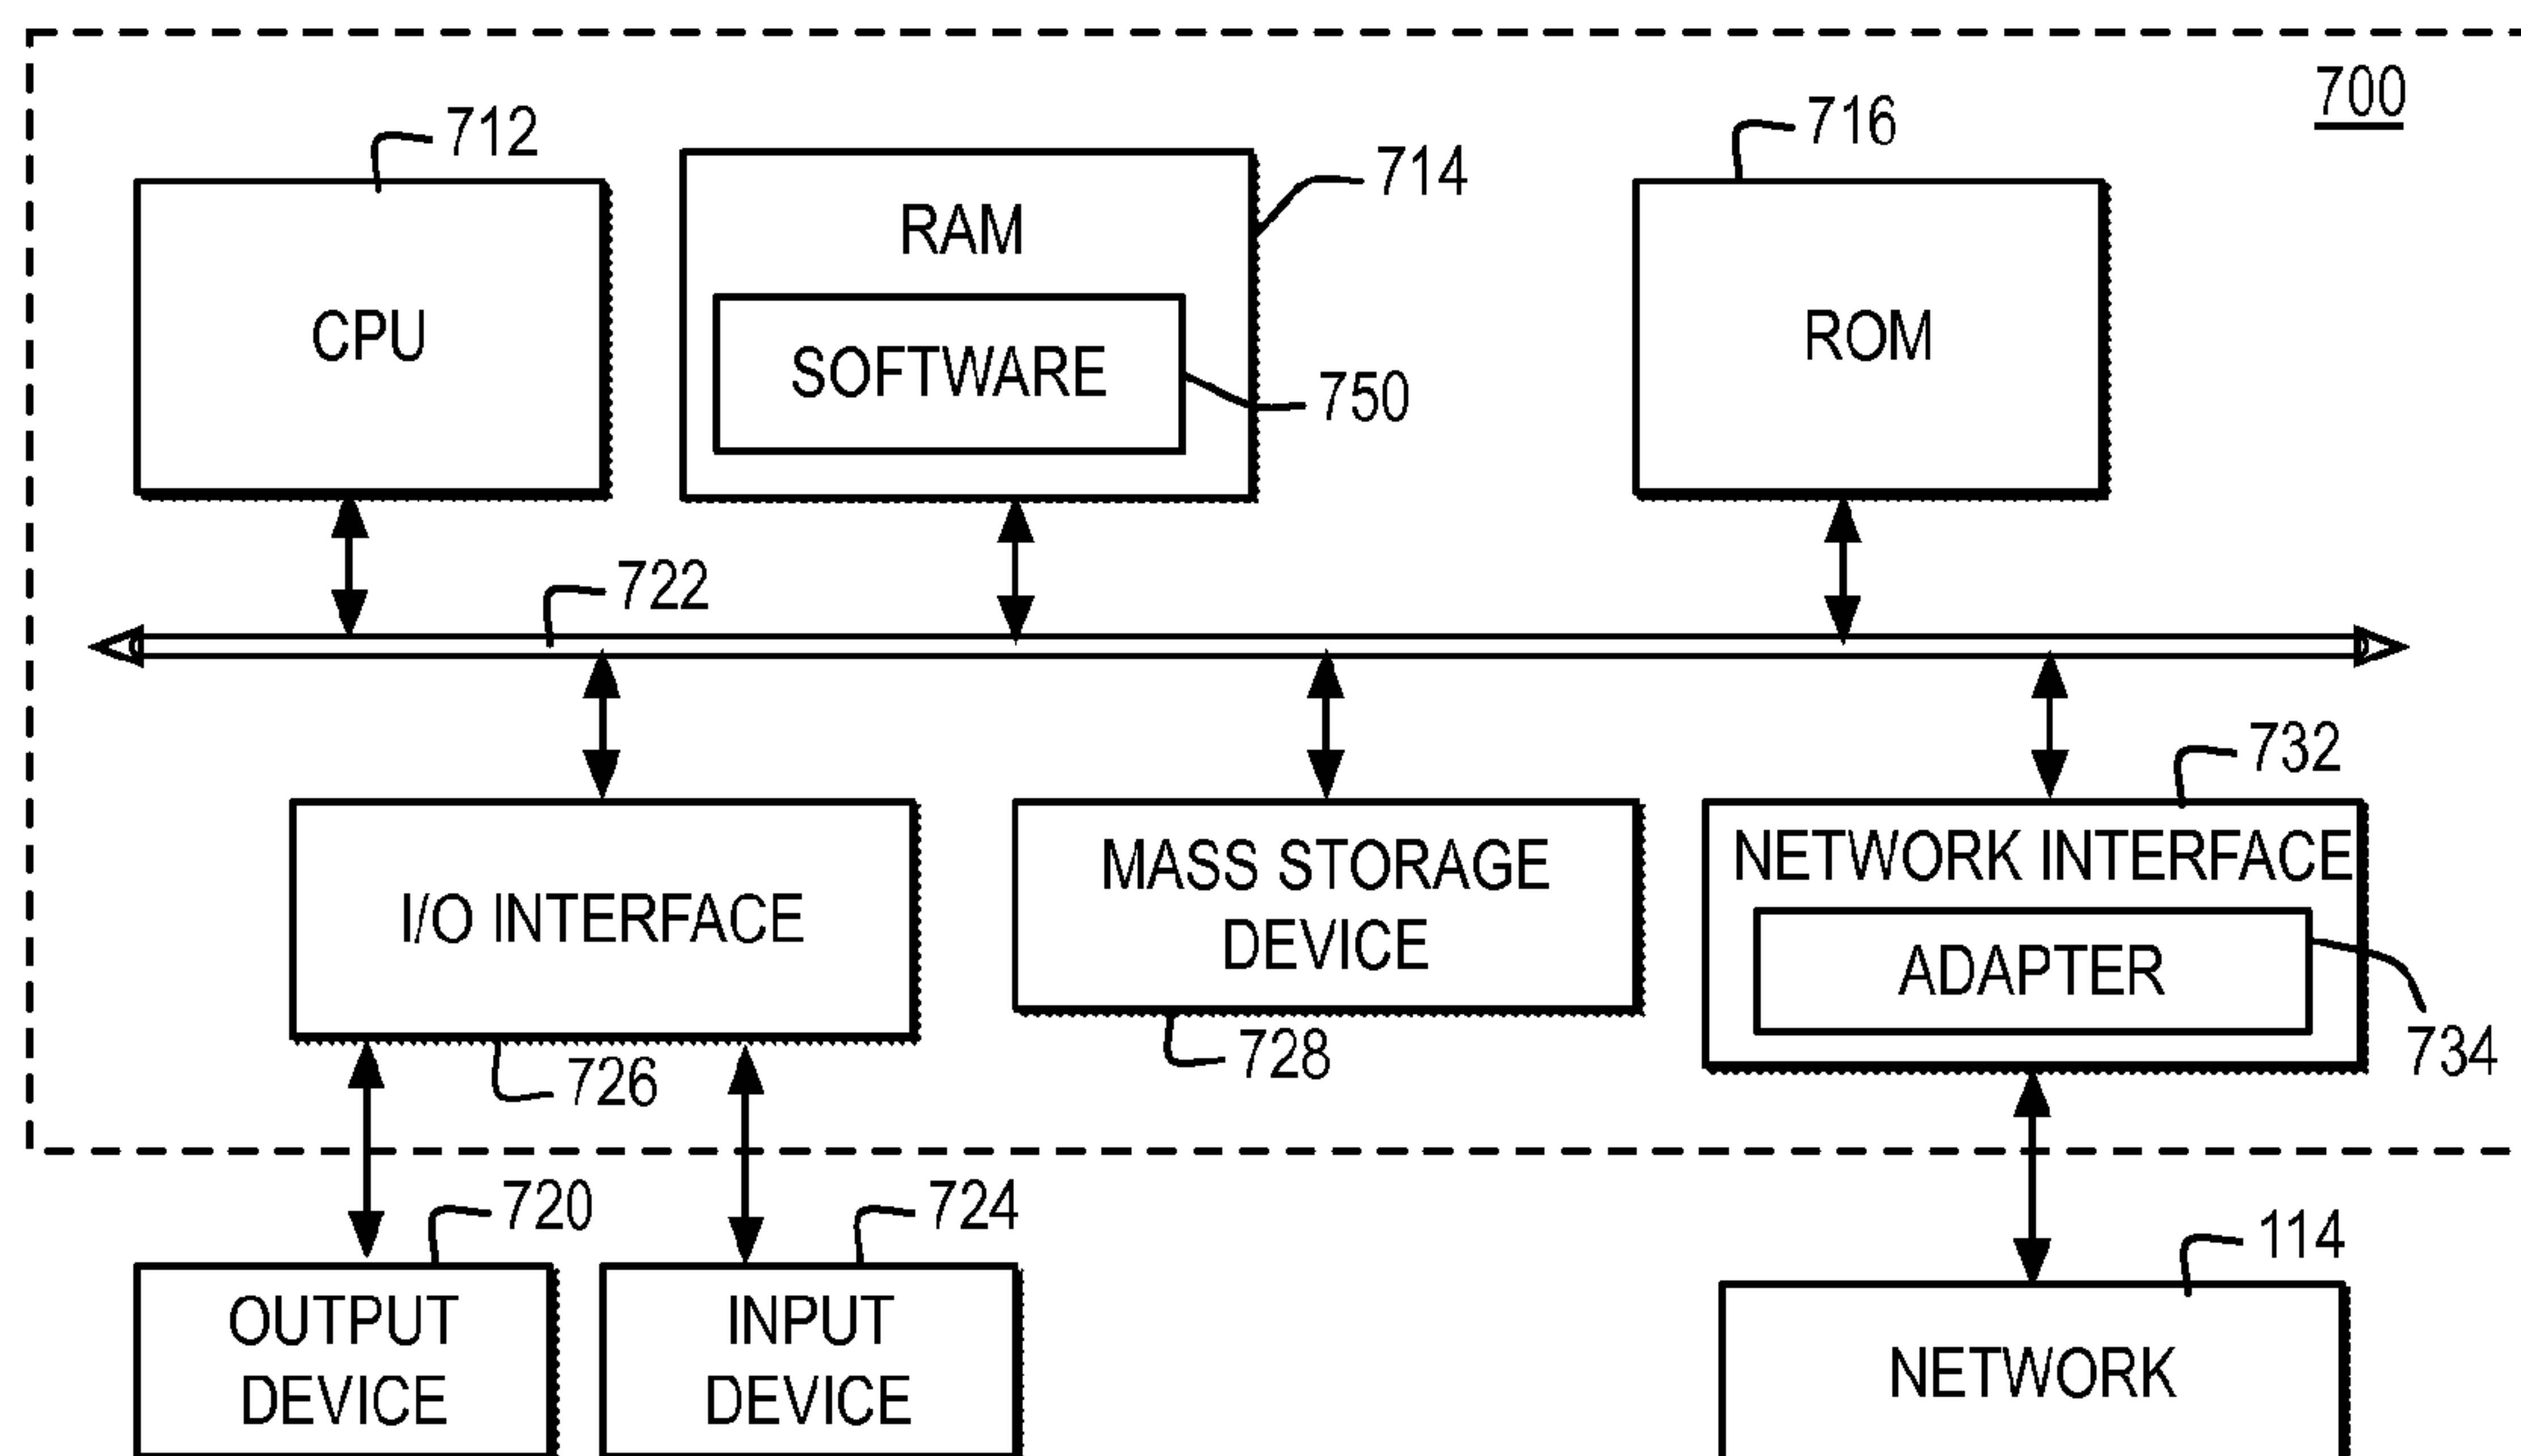 700
712
714
716
CPU
RAM
SOFTWARE
750
ROM
722
732
I/O INTERFACE
726
MASS STORAGE
DEVICE
728
NETWORK INTERFACE
ADAPTER
734
720
724
114
OUTPUT
DEVICE
INPUT
DEVICE
NETWORK